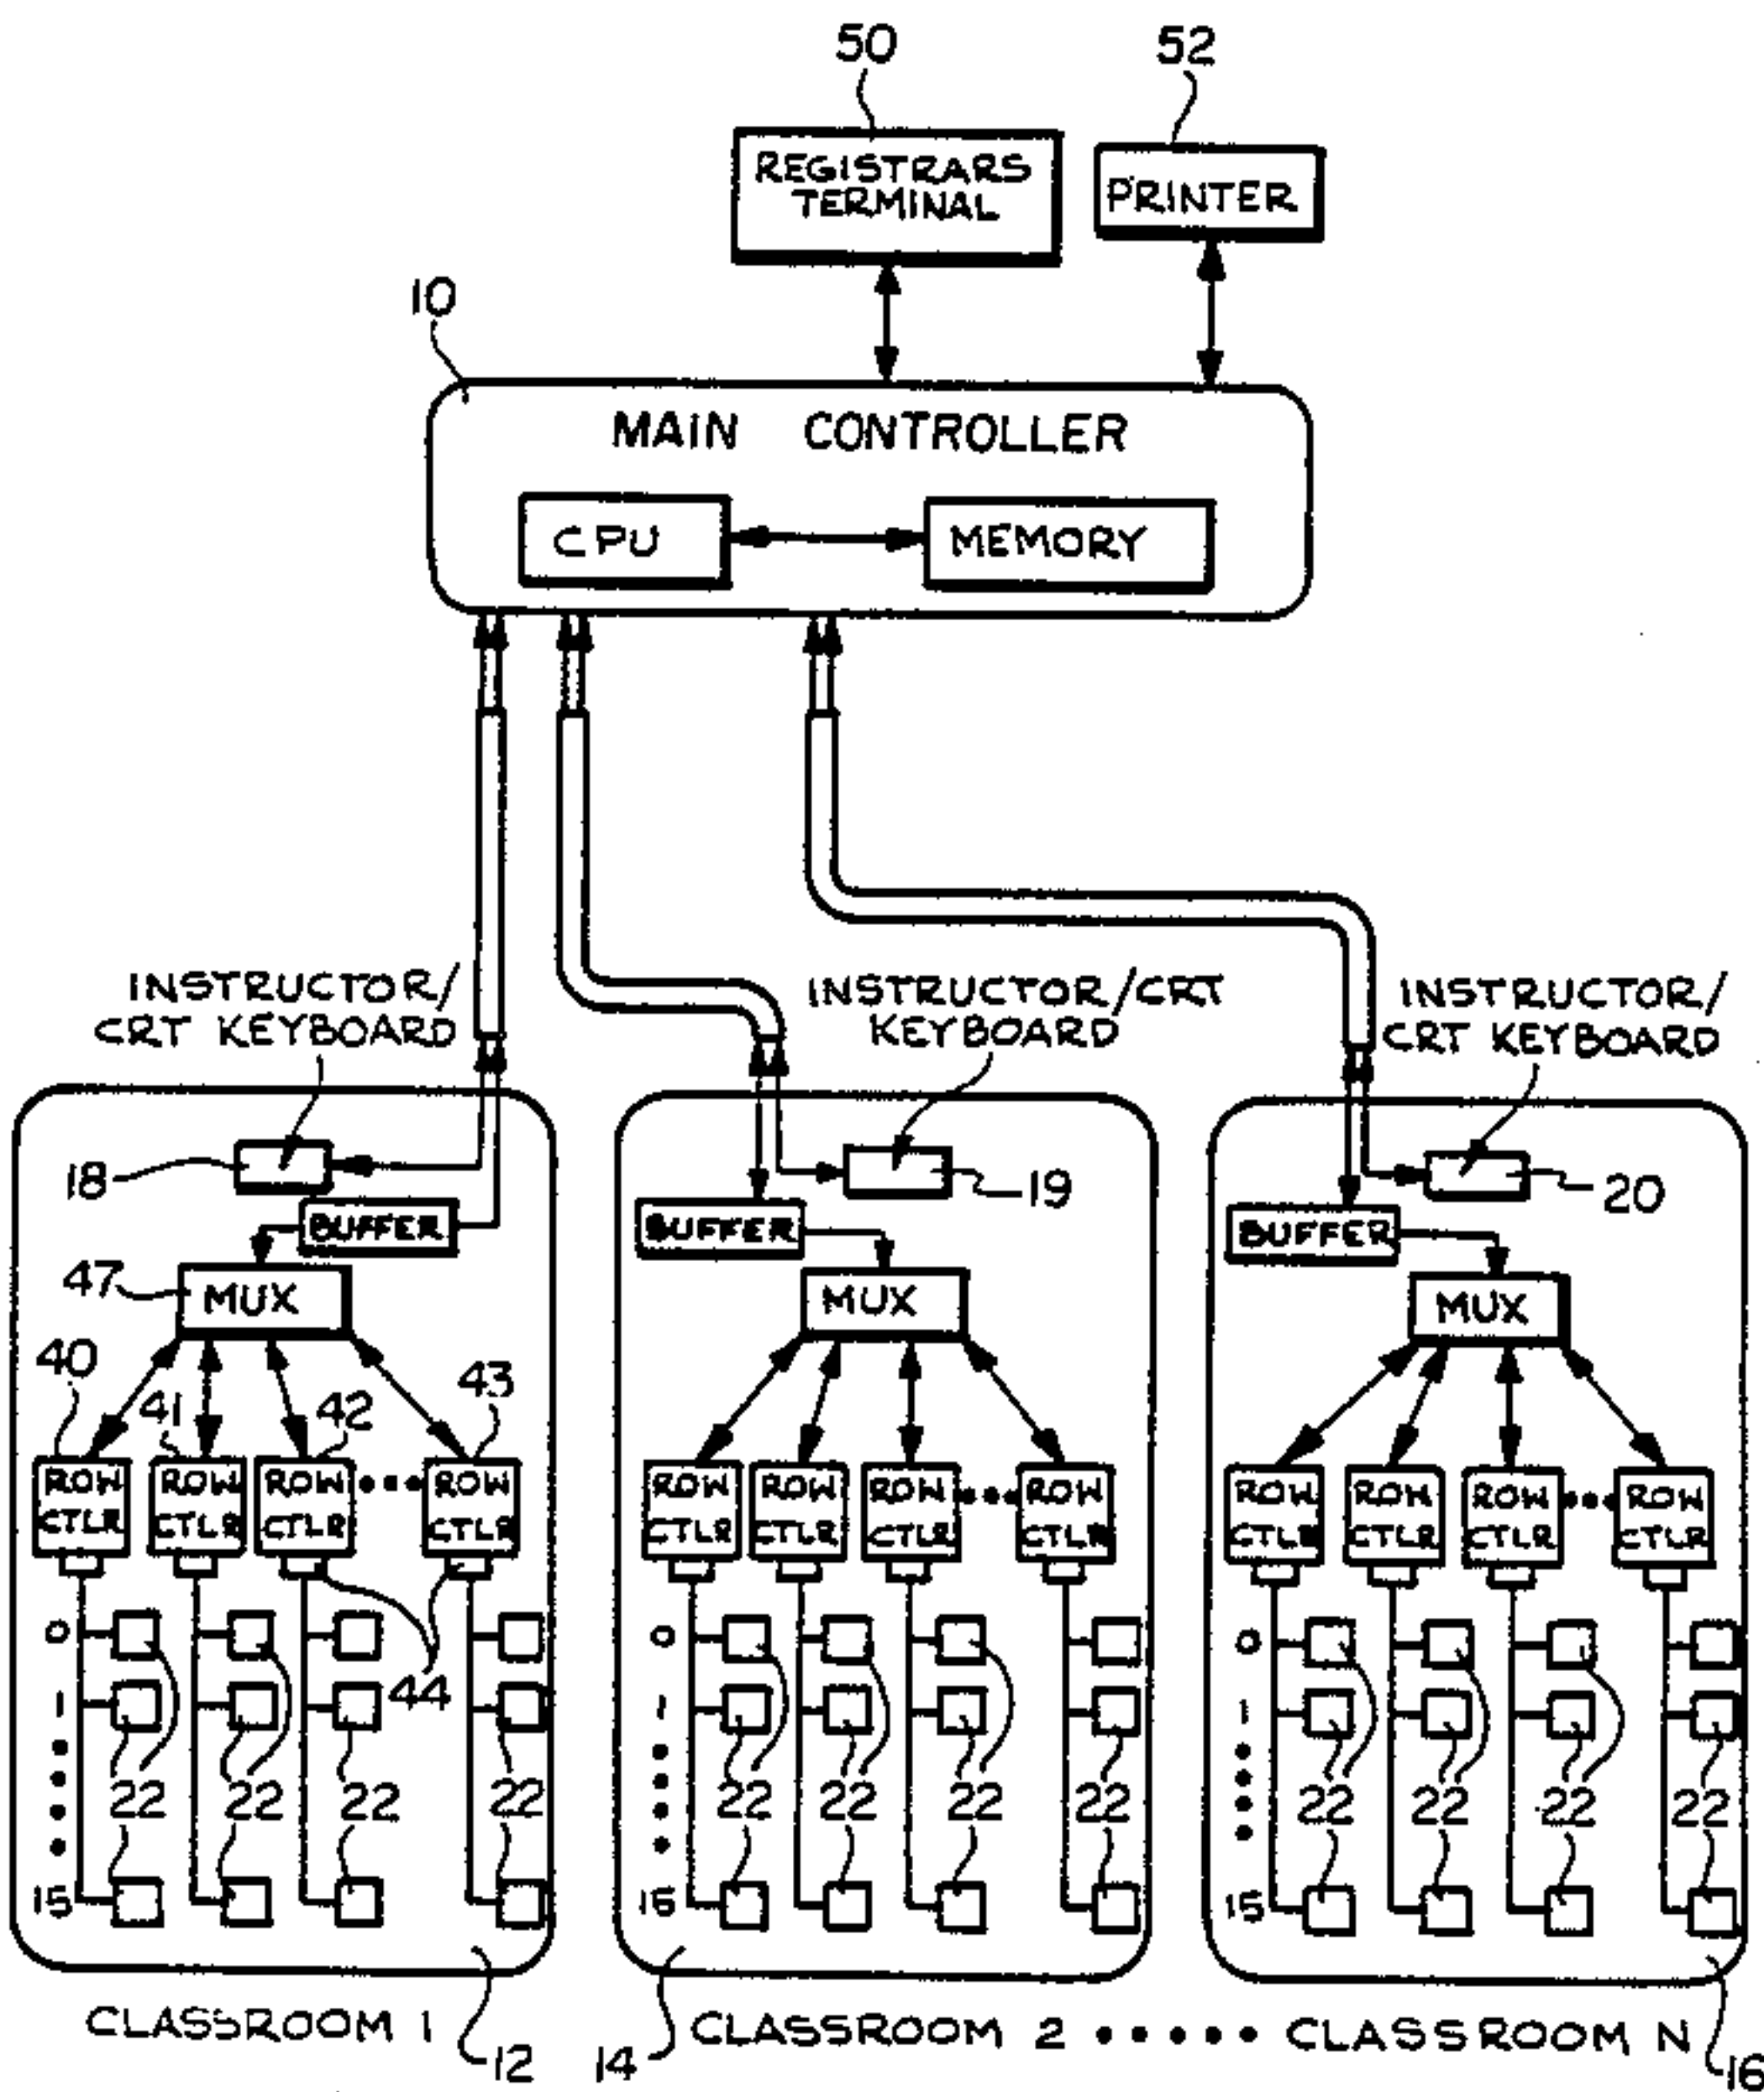 50 52
REGISTRARS
TERMINAL
PRINTER
10
MAIN CONTROLLER
CPU MEMORY
INSTRUCTOR/
CRT KEYBOARD
INSTRUCTOR/CRT
KEYBOARD
INSTRUCTOR/
CRT KEYBOARD
18
BUFFER
47
MUX
40 41 42 43
ROW ROW ROW ••• ROW
CTLR CTLR CTLR CTLR
0
44
1
22 22 22 22
15
19
BUFFER
MUX
ROW ROW ROW ••• ROW
CTLR CTLR CTLR CTLR
0
1
22 22 22 22
15
20
BUFFER
MUX
ROW ROW ROW ••• ROW
CTLR CTLR CTLR CTLR
0
1
22 22 22 22
15
CLASSROOM 1 12 14 CLASSROOM 2 ••••• CLASSROOM N 16